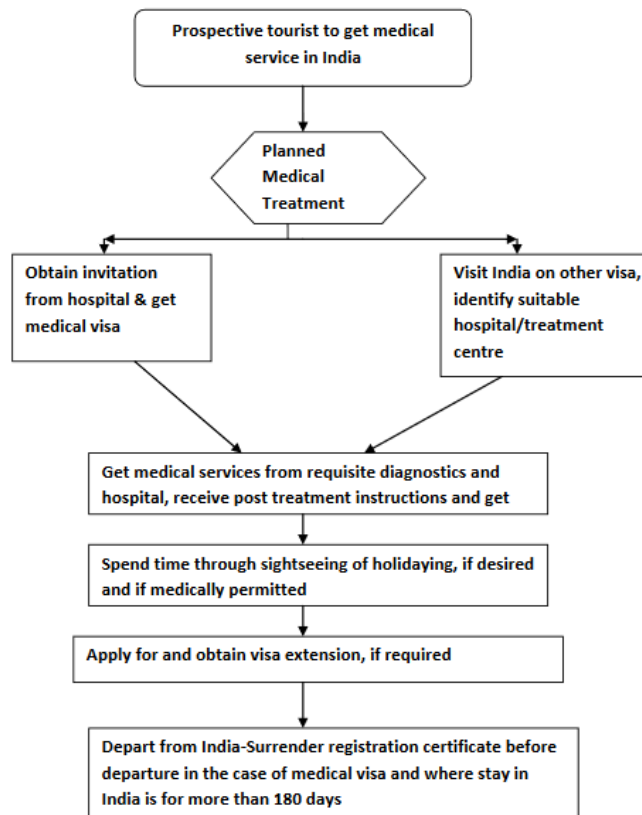 Prospective tourist to get medical
service in India
Planned
Medical
Treatment
Obtain invitation
from hospital & get
medical visa
Visit India on other visa,
identify suitable
hospital/treatment
centre
Get medical services from requisite diagnostics and
hospital, receive post treatment instructions and get
Spend time through sightseeing of holidaying, if desired
and if medically permitted
Apply for and obtain visa extension, if required
Depart from India-Surrender registration certificate before
departure in the case of medical visa and where stay in
India is for more than 180 days